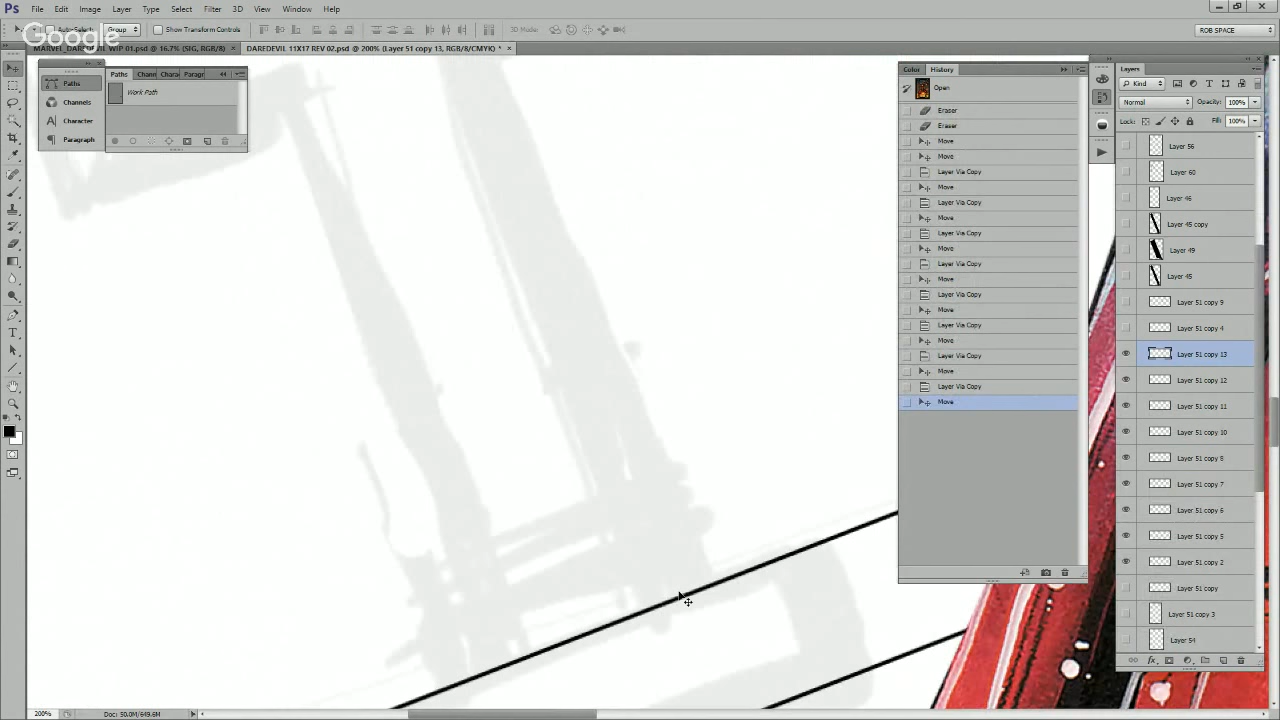 Ps File Edit Image Layer Type Select Filter 3D View Window Help
Google
Auto-Select: Group Show Transform Controls 3D Mode: ROB SPACE
MARVEL_DAREDEVIL WIP 01.psd @ 16.7% (SIG, RGB/8) × DAREDEVIL 11X17 REV 02.psd @ 200% (Layer 51 copy 13, RGB/8/CMYK) * ×
Paths
Channels
Character
Paragraph
Paths Chann Chara Paragr
Work Path
Color History
Open
Eraser
Eraser
Move
Move
Layer Via Copy
Move
Layer Via Copy
Move
Layer Via Copy
Move
Layer Via Copy
Move
Layer Via Copy
Move
Layer Via Copy
Move
Layer Via Copy
Move
Layer Via Copy
Move
Layers
Kind
Normal Opacity: 100%
Lock: Fill: 100%
Layer 56
Layer 60
Layer 46
Layer 45 copy
Layer 49
Layer 45
Layer 51 copy 9
Layer 51 copy 4
Layer 51 copy 13
Layer 51 copy 12
Layer 51 copy 11
Layer 51 copy 10
Layer 51 copy 8
Layer 51 copy 7
Layer 51 copy 6
Layer 51 copy 5
Layer 51 copy 2
Layer 51 copy
Layer 51 copy 3
Layer 54
fx
200% Doc: 50.0M/649.6M